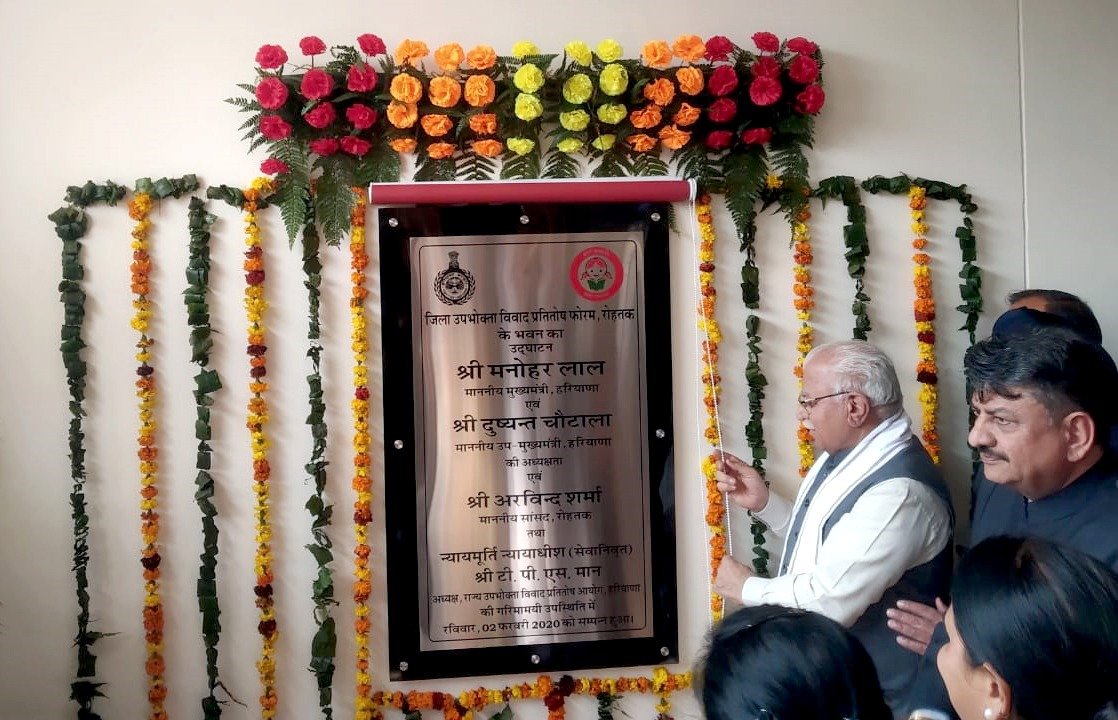 जिला उपभोक्ता विवाद प्रतितोष फोरम, रोहतक
के भवन का
उद्घाटन
श्री मनोहर लाल
माननीय मुख्यमंत्री, हरियाणा
एवं
श्री दुष्यन्त चौटाला
माननीय उप-मुख्यमंत्री, हरियाणा
की अध्यक्षता
एवं
श्री अरविन्द शर्मा
माननीय सांसद, रोहतक
तथा
न्यायमूर्ति न्यायाधीश (सेवानिवृत)
श्री टी. पी. एस. मान
अध्यक्ष, राज्य उपभोक्ता विवाद प्रतितोष आयोग, हरियाणा
की गरिमामयी उपस्थिति में
रविवार, 02 फरवरी 2020 को सम्पन्न हुआ।